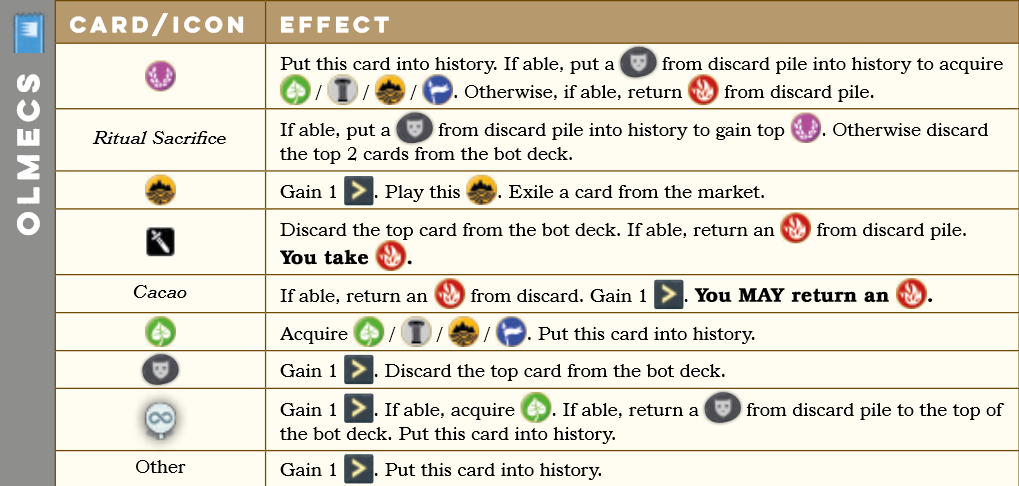 OLMECS
CARD/ICON EFFECT
Put this card into history. If able, put a from discard pile into history to acquire
/ / / . Otherwise, if able, return from discard pile.
Ritual Sacrifice If able, put a from discard pile into history to gain top . Otherwise discard
the top 2 cards from the bot deck.
Gain 1 . Play this . Exile a card from the market.
Discard the top card from the bot deck. If able, return an from discard pile.
You take .
Cacao If able, return an from discard. Gain 1 . You MAY return an .
Acquire / / / . Put this card into history.
Gain 1 . Discard the top card from the bot deck.
Gain 1 . If able, acquire . If able, return a from discard pile to the top of
the bot deck. Put this card into history.
Other Gain 1 . Put this card into history.